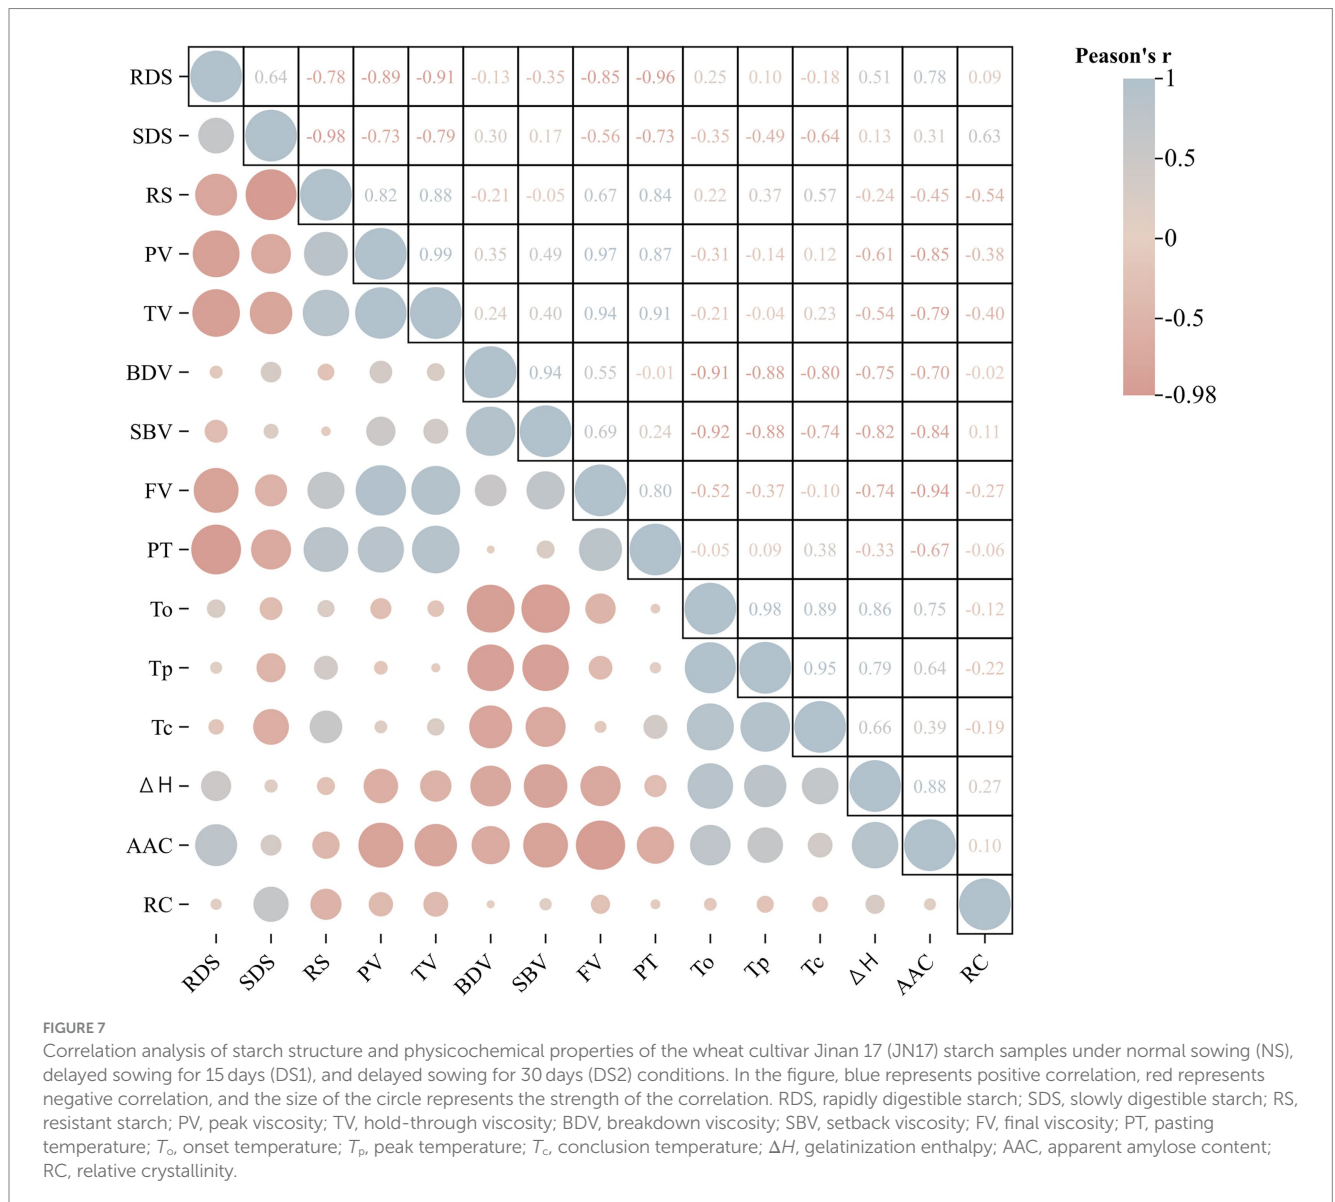 Peason's r
1
0.5
0
-0.5
-0.98
RDS 0.64 -0.78 -0.89 -0.91 -0.13 -0.35 -0.85 -0.96 0.25 0.10 -0.18 0.51 0.78 0.09
SDS -0.98 -0.73 -0.79 0.30 0.17 -0.56 -0.73 -0.35 -0.49 -0.64 0.13 0.31 0.63
RS 0.82 0.88 -0.21 -0.05 0.67 0.84 0.22 0.37 0.57 -0.24 -0.45 -0.54
PV 0.99 0.35 0.49 0.97 0.87 -0.31 -0.14 0.12 -0.61 -0.85 -0.38
TV 0.24 0.40 0.94 0.91 -0.21 -0.04 0.23 -0.54 -0.79 -0.40
BDV 0.94 0.55 -0.01 -0.91 -0.88 -0.80 -0.75 -0.70 -0.02
SBV 0.69 0.24 -0.92 -0.88 -0.74 -0.82 -0.84 0.11
FV 0.80 -0.52 -0.37 -0.10 -0.74 -0.94 -0.27
PT -0.05 0.09 0.38 -0.33 -0.67 -0.06
To 0.98 0.89 0.86 0.75 -0.12
Tp 0.95 0.79 0.64 -0.22
Tc 0.66 0.39 -0.19
ΔH 0.88 0.27
AAC 0.10
RC
RDS SDS RS PV TV BDV SBV FV PT To Tp Tc ΔH AAC RC
FIGURE 7
Correlation analysis of starch structure and physicochemical properties of the wheat cultivar Jinan 17 (JN17) starch samples under normal sowing (NS),
delayed sowing for 15 days (DS1), and delayed sowing for 30 days (DS2) conditions. In the figure, blue represents positive correlation, red represents
negative correlation, and the size of the circle represents the strength of the correlation. RDS, rapidly digestible starch; SDS, slowly digestible starch; RS,
resistant starch; PV, peak viscosity; TV, hold-through viscosity; BDV, breakdown viscosity; SBV, setback viscosity; FV, final viscosity; PT, pasting
temperature; Tₒ, onset temperature; Tₚ, peak temperature; T꜀, conclusion temperature; ΔH, gelatinization enthalpy; AAC, apparent amylose content;
RC, relative crystallinity.